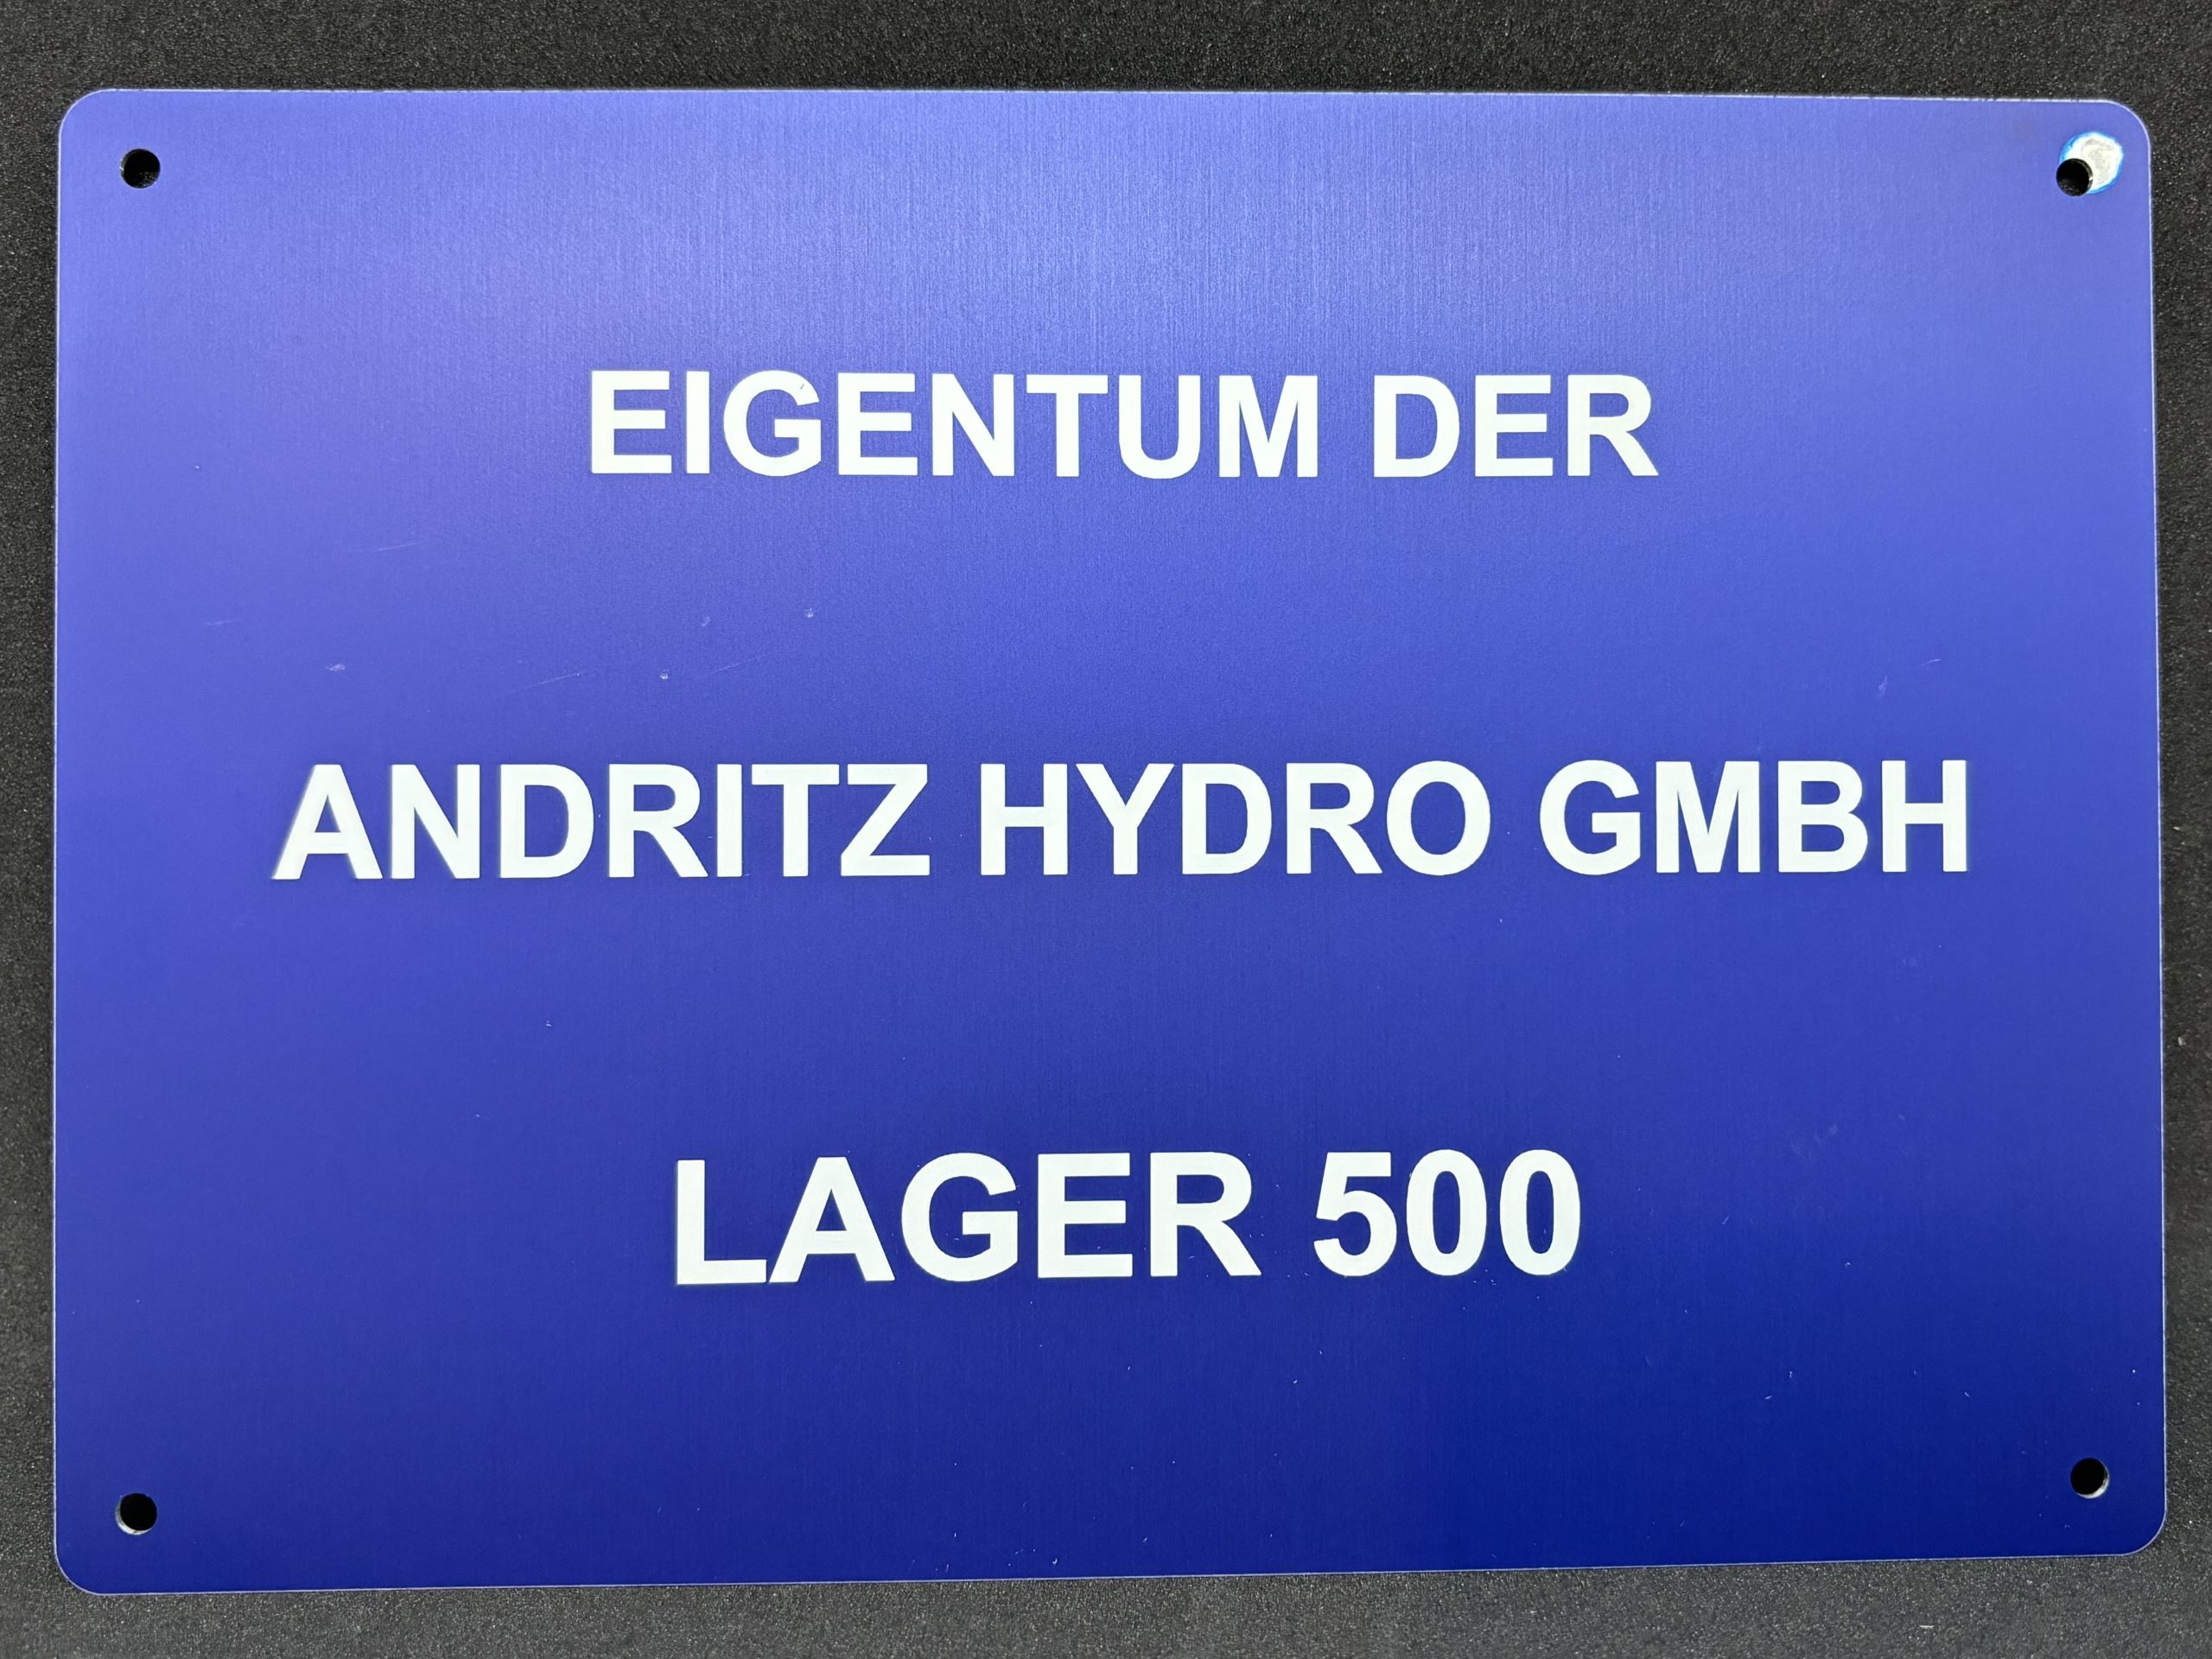 EIGENTUM DER
ANDRITZ HYDRO GMBH
LAGER 500